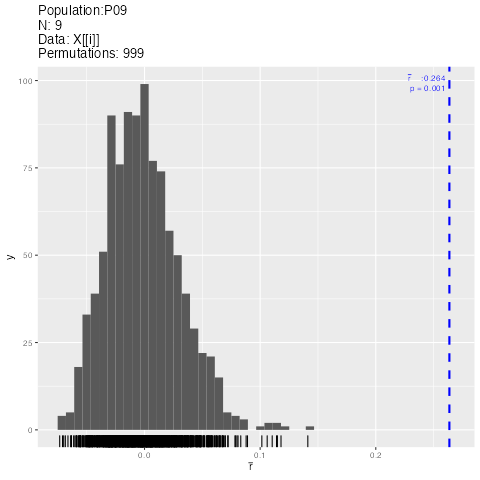 Population:P09
N: 9
Data: X[[i]]
Permutations: 999
r̄ :0.264
p = 0.001
100
75
50
25
0
y
0.0 0.1 0.2
r̄